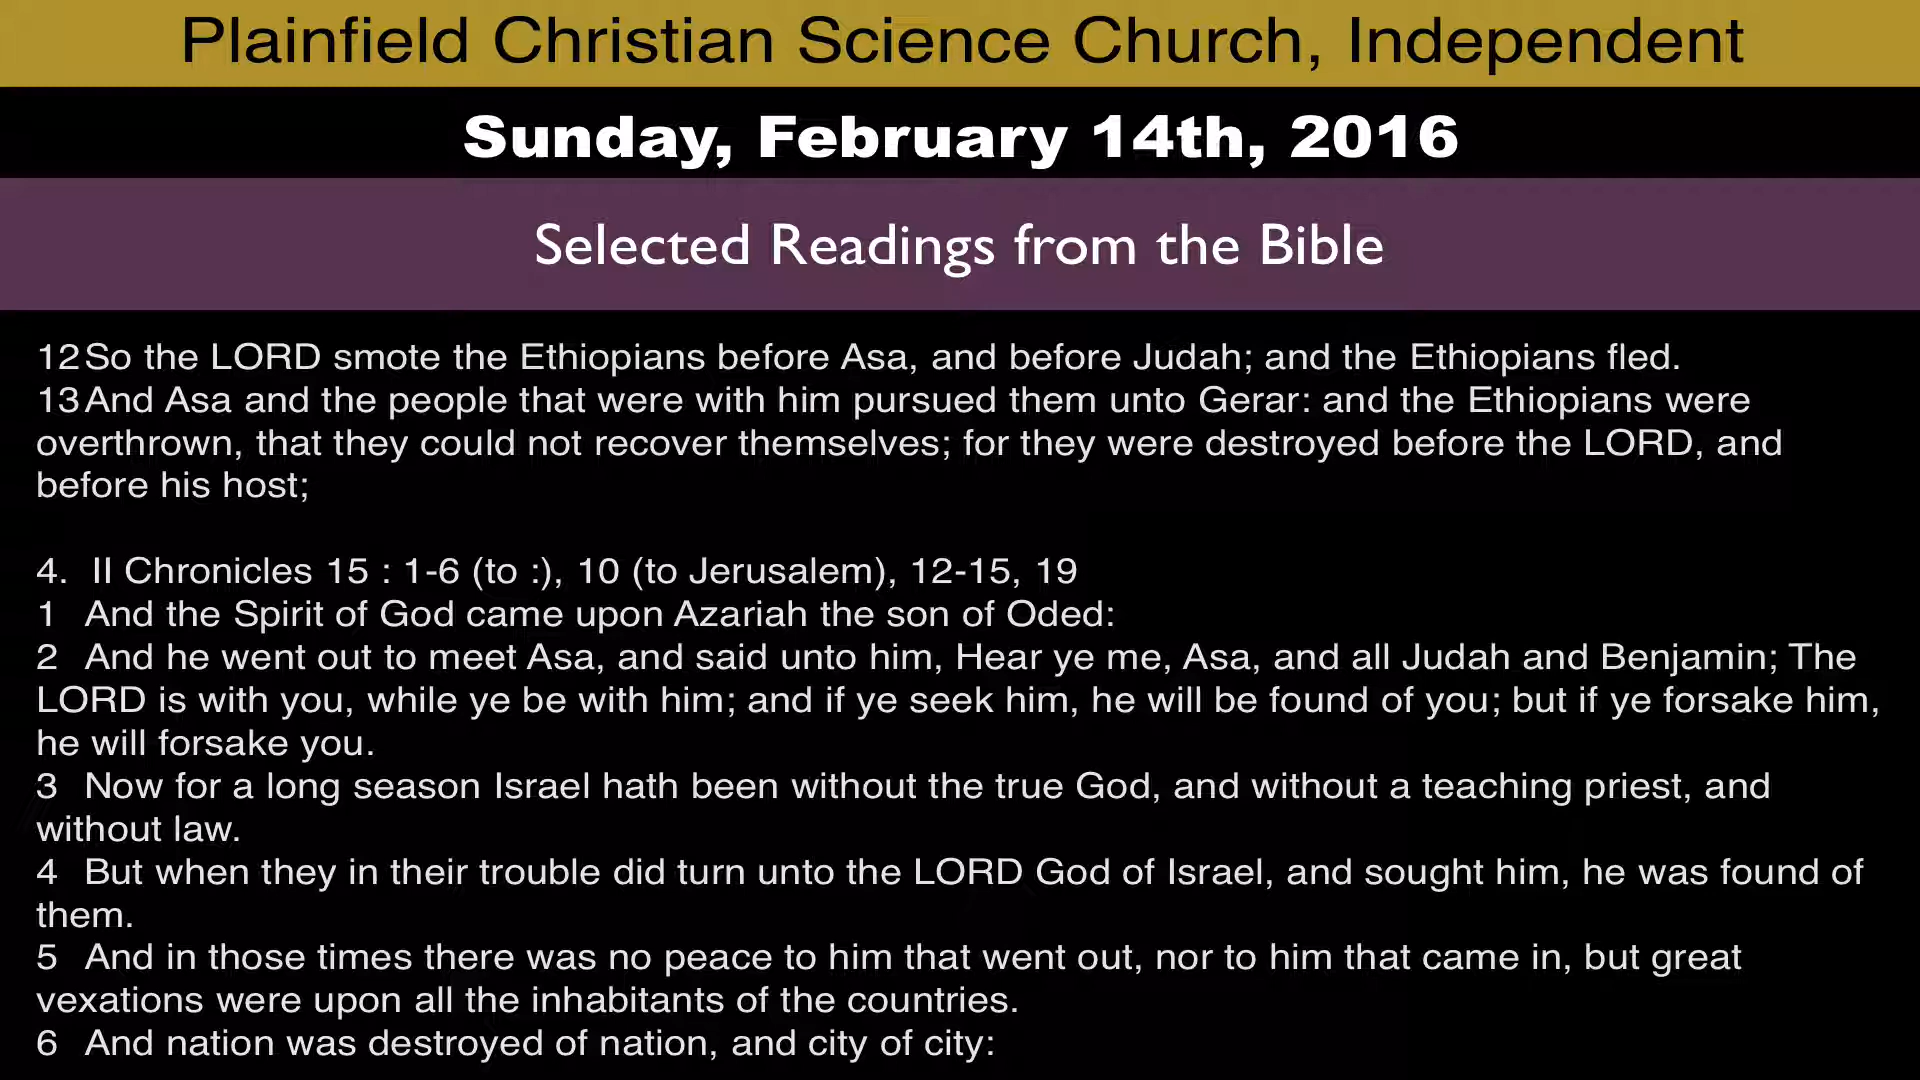 Plainfield Christian Science Church, Independent
Sunday, February 14th, 2016
Selected Readings from the Bible
12 So the LORD smote the Ethiopians before Asa, and before Judah; and the Ethiopians fled.
13 And Asa and the people that were with him pursued them unto Gerar: and the Ethiopians were
overthrown, that they could not recover themselves; for they were destroyed before the LORD, and
before his host;
4. II Chronicles 15 : 1-6 (to :), 10 (to Jerusalem), 12-15, 19
1 And the Spirit of God came upon Azariah the son of Oded:
2 And he went out to meet Asa, and said unto him, Hear ye me, Asa, and all Judah and Benjamin; The
LORD is with you, while ye be with him; and if ye seek him, he will be found of you; but if ye forsake him,
he will forsake you.
3 Now for a long season Israel hath been without the true God, and without a teaching priest, and
without law.
4 But when they in their trouble did turn unto the LORD God of Israel, and sought him, he was found of
them.
5 And in those times there was no peace to him that went out, nor to him that came in, but great
vexations were upon all the inhabitants of the countries.
6 And nation was destroyed of nation, and city of city: